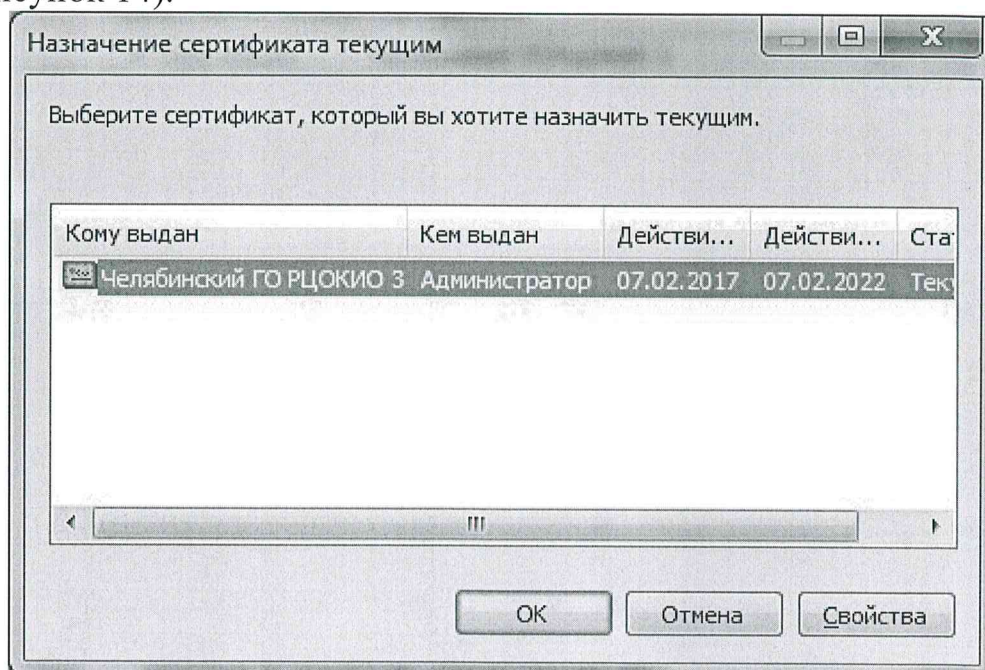 Назначение сертификата текущим
Выберите сертификат, который вы хотите назначить текущим.
Кому выдан Кем выдан Действи... Действи... Ста
Челябинский ГО РЦОКИО 3 Администратор 07.02.2017 07.02.2022 Тек
ОК Отмена Свойства